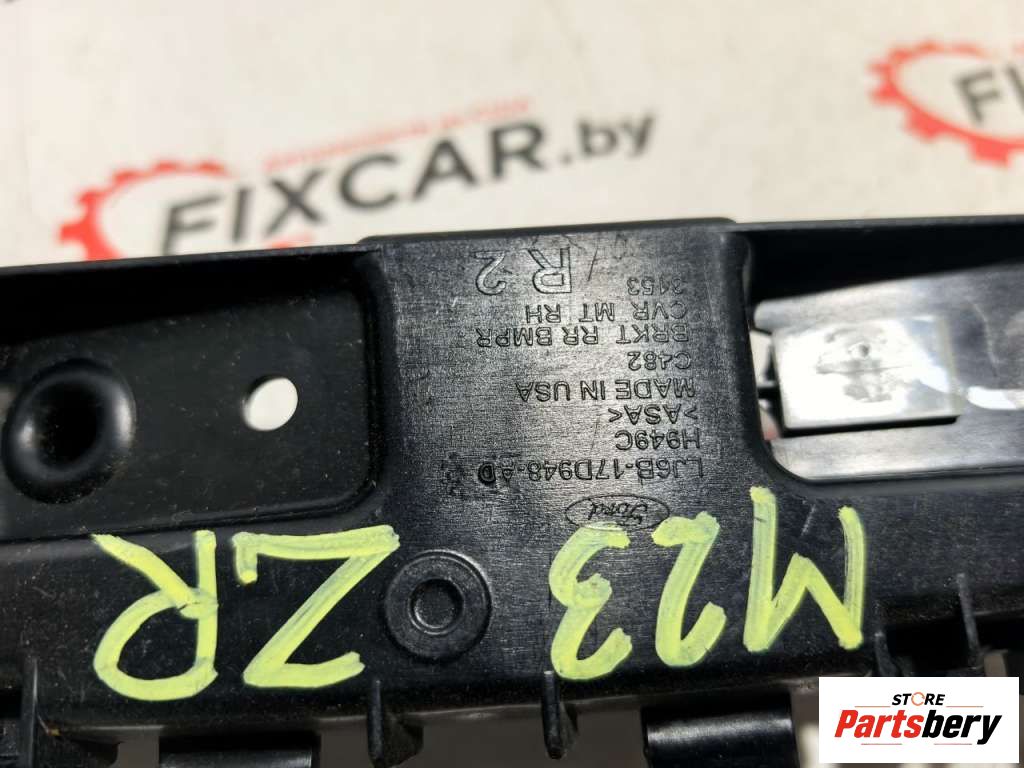 FIXCAR.by
FI
Ford
LJ6B-17D948-AD
H949C
>ASA<
MADE IN USA
C482
BRKT RR BMPR
CVR MT RH
3153
R 2
M23 ZR
STORE
Partsbery